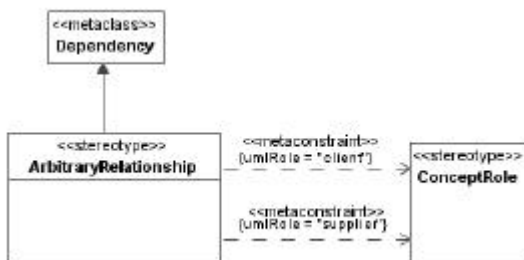 <<metaclass>>
Dependency
<<stereotype>>
ArbitraryRelationship
<<metaconstraint>>
{umlRole = "client"}
<<metaconstraint>>
{umlRole = "supplier"}
<<stereotype>>
ConceptRole